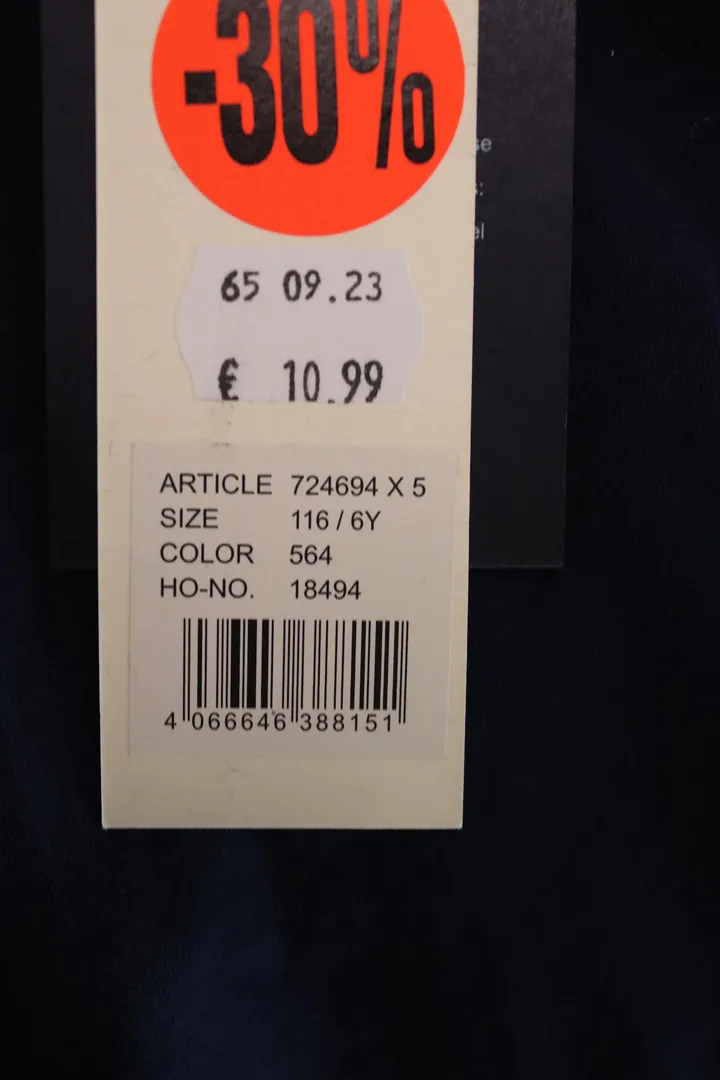 -30%
65 09.23
€ 10.99
ARTICLE 724694 X 5
SIZE 116 / 6Y
COLOR 564
HO-NO. 18494
4 066646 388151